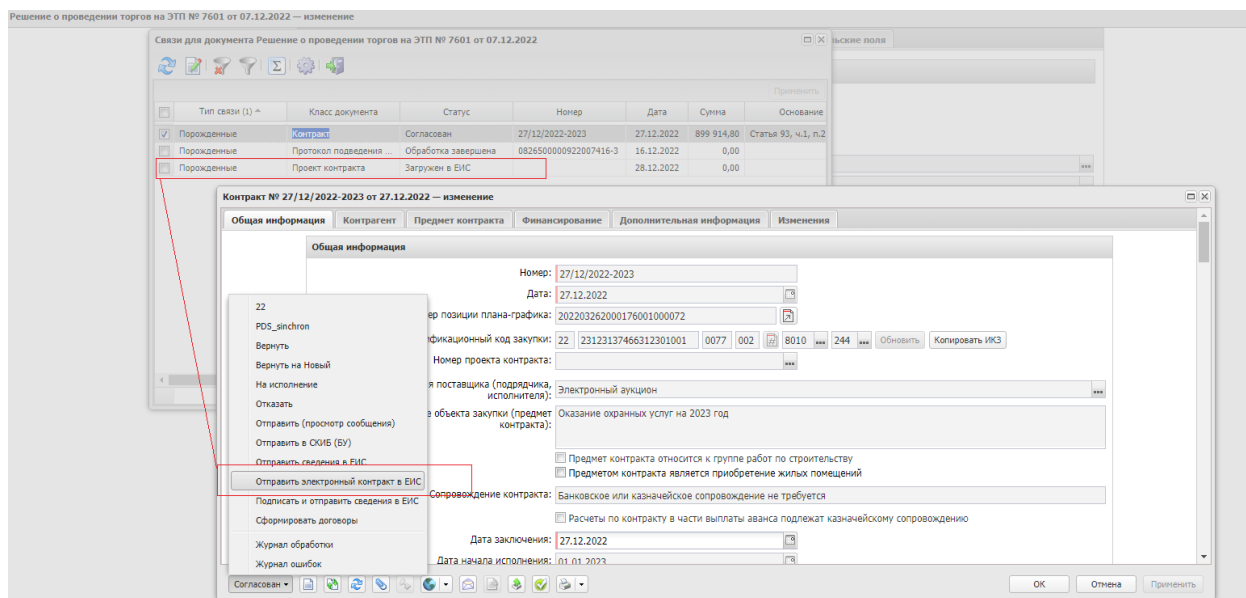 Решение о проведении торгов на ЭТП № 7601 от 07.12.2022 — изменение
Связи для документа Решение о проведении торгов на ЭТП № 7601 от 07.12.2022
ьские поля
Применить
Тип связи (1) Класс документа Статус Номер Дата Сумма Основание
Порожденные Контракт Согласован 27/12/2022-2023 27.12.2022 899 914,80 Статья 93, ч.1, п.2
Порожденные Протокол подведения ... Обработка завершена 0826500000922007416-3 16.12.2022 0,00
Порожденные Проект контракта Загружен в ЕИС 28.12.2022 0,00
Контракт № 27/12/2022-2023 от 27.12.2022 — изменение
Общая информация Контрагент Предмет контракта Финансирование Дополнительная информация Изменения
Общая информация
Номер: 27/12/2022-2023
Дата: 27.12.2022
ер позиции плана-графика: 202203262000176001000072
фикационный код закупки: 22 23123137466312301001 0077 002 8010 244 Обновить Копировать ИКЗ
Номер проекта контракта:
я поставщика (подрядчика, исполнителя): Электронный аукцион
е объекта закупки (предмет контракта): Оказание охранных услуг на 2023 год
Предмет контракта относится к группе работ по строительству
Предметом контракта является приобретение жилых помещений
Сопровождение контракта: Банковское или казначейское сопровождение не требуется
Расчеты по контракту в части выплаты аванса подлежат казначейскому сопровождению
Дата заключения: 27.12.2022
Дата начала исполнения: 01.01.2023
22
PDS_sinchron
Вернуть
Вернуть на Новый
На исполнение
Отказать
Отправить (просмотр сообщения)
Отправить в СКИБ (БУ)
Отправить сведения в ЕИС
Отправить электронный контракт в ЕИС
Подписать и отправить сведения в ЕИС
Сформировать договоры
Журнал обработки
Журнал ошибок
Согласован ОК Отмена Применить